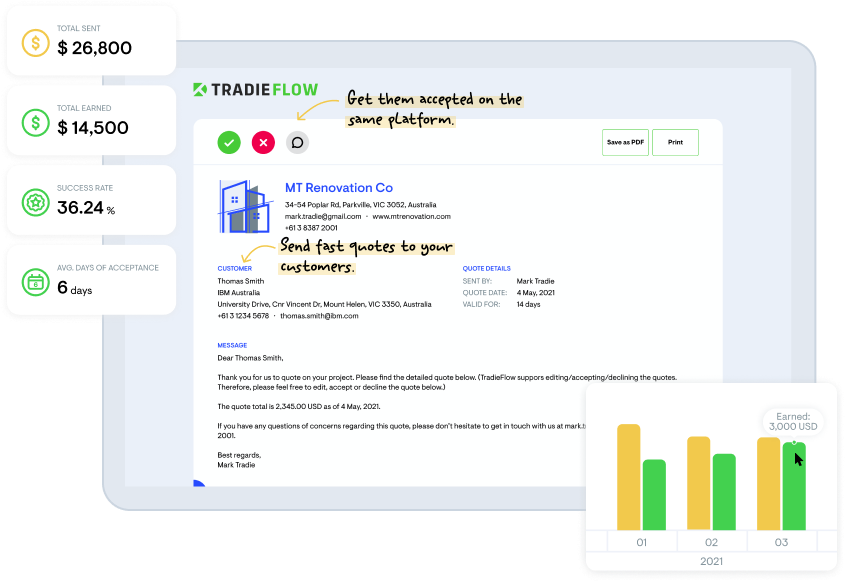 TOTAL SENT
$ 26,800
TOTAL EARNED
$ 14,500
SUCCESS RATE
36.24 %
AVG. DAYS OF ACCEPTANCE
6
6 days
TRADIEFLOW
Get them accepted on the
same platform.
Save as PDF
Print
MT Renovation Co
34-54 Poplar Rd, Parkville, VIC 3052, Australia
mark.tradie@gmail.com · www.mtrenovation.com
+61 3 8387 2001
Send fast quotes to your
customers.
CUSTOMER
Thomas Smith
IBM Australia
University Drive, Cnr Vincent Dr, Mount Helen, VIC 3350, Australia
+61 3 1234 5678 · thomas.smith@ibm.com
QUOTE DETAILS
SENT BY: Mark Tradie
QUOTE DATE: 4 May, 2021
VALID FOR: 14 days
MESSAGE
Dear Thomas Smith,
Thank you for us to quote on your project. Please find the detailed quote below. (TradieFlow suppors editing/accepting/declining the quotes.
Therefore, please feel free to edit, accept or decline the quote below.)
The quote total is 2,345.00 USD as of 4 May, 2021.
If you have any questions of concerns regarding this quote, please don't hesitate to get in touch with us at mark.
2001.
Best regards,
Mark Tradie
Earned:
3,000 USD
01 02 03
2021